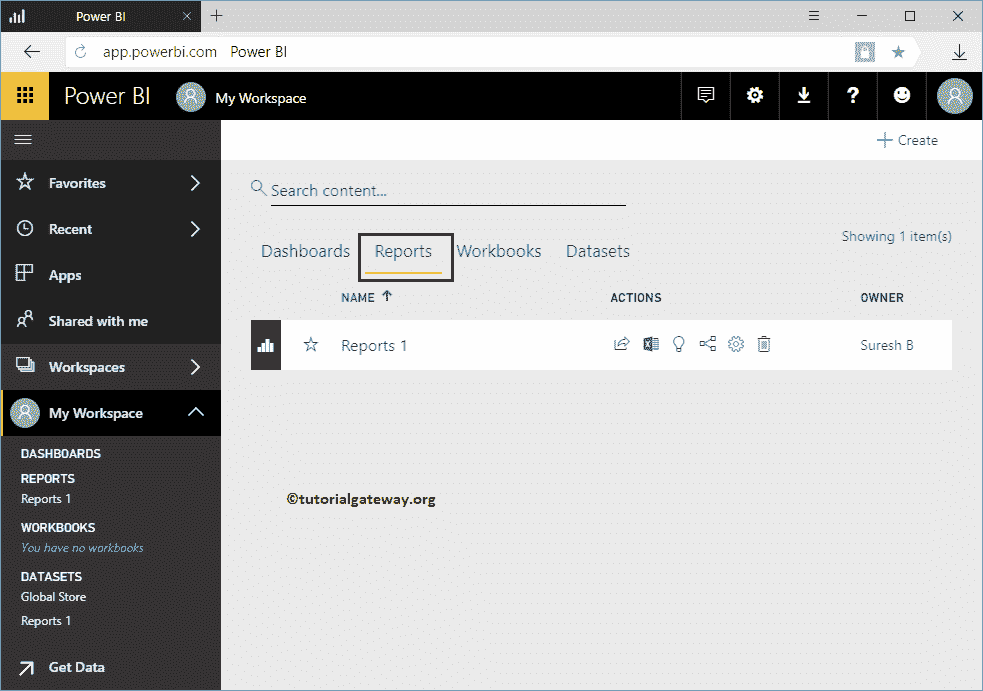 Power BI
app.powerbi.com Power BI
Power BI My Workspace ?
Create
Favorites
Recent
Apps
Shared with me
Workspaces
My Workspace
DASHBOARDS
REPORTS
Reports 1
WORKBOOKS
You have no workbooks
DATASETS
Global Store
Reports 1
Get Data
Search content...
Showing 1 item(s)
Dashboards Reports Workbooks Datasets
NAME ACTIONS OWNER
Reports 1 Suresh B
©tutorialgateway.org